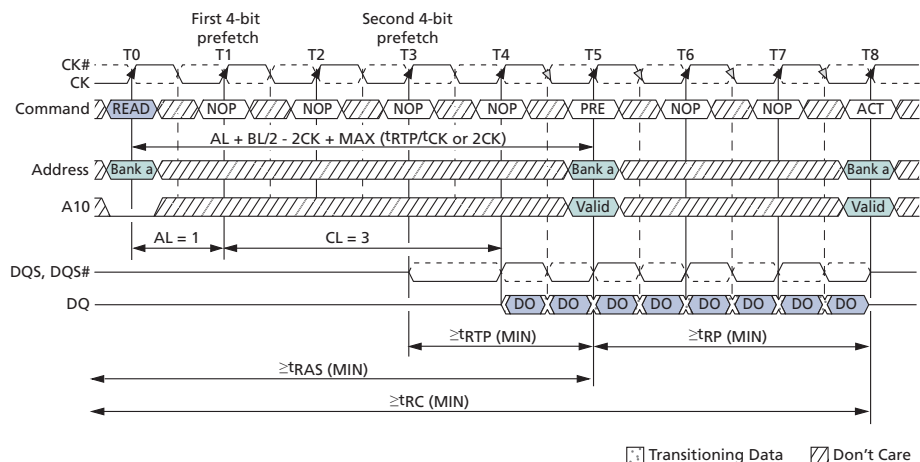 First 4-bit prefetch
Second 4-bit prefetch
T0 T1 T2 T3 T4 T5 T6 T7 T8
CK#
CK
Command READ NOP NOP NOP NOP PRE NOP NOP ACT
AL + BL/2 - 2CK + MAX (tRTP/tCK or 2CK)
Address Bank a Bank a Bank a
A10 Valid Valid
AL = 1 CL = 3
DQS, DQS#
DQ DO DO DO DO DO DO DO DO
≥tRTP (MIN) ≥tRP (MIN)
≥tRAS (MIN)
≥tRC (MIN)
Transitioning Data Don't Care